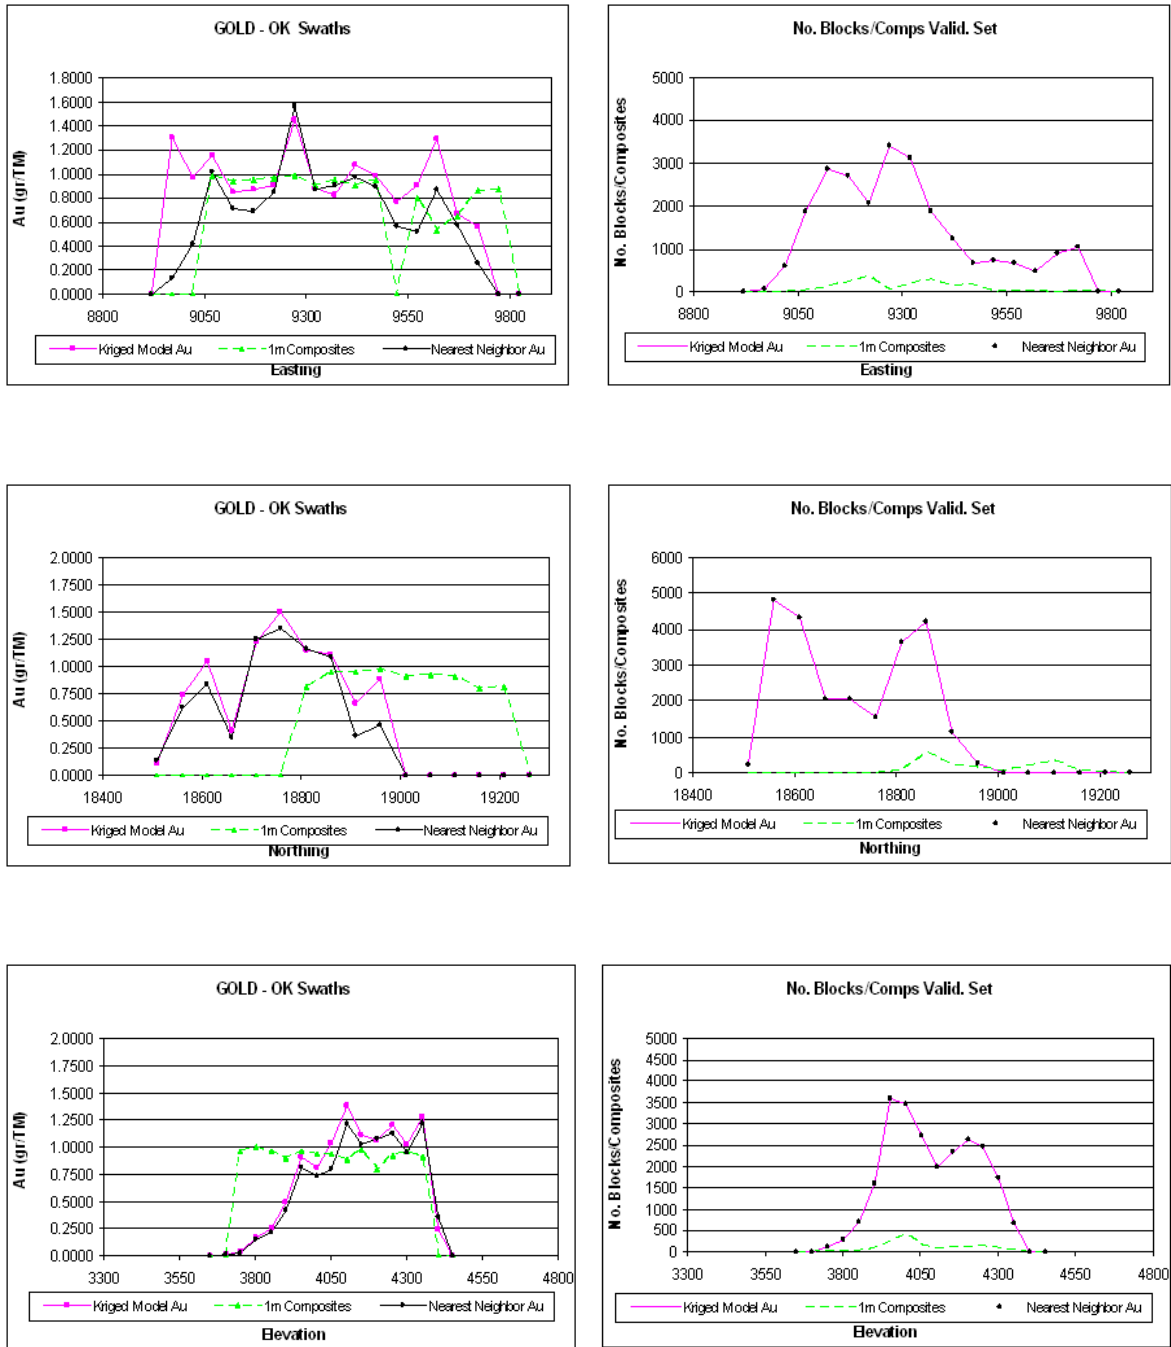 GOLD - OK Swaths
Au (gr/TM)
1.8000
1.6000
1.4000
1.2000
1.0000
0.8000
0.6000
0.4000
0.2000
0.0000
8800 9050 9300 9550 9800
Kriged Model Au 1m Composites Nearest Neighbor Au
Easting
No. Blocks/Comps Valid. Set
No. Blocks/Composites
5000
4000
3000
2000
1000
0
8800 9050 9300 9550 9800
Kriged Model Au 1m Composites Nearest Neighbor Au
Easting
GOLD - OK Swaths
Au (gr/TM)
2.0000
1.7500
1.5000
1.2500
1.0000
0.7500
0.5000
0.2500
0.0000
18400 18600 18800 19000 19200
Kriged Model Au 1m Composites Nearest Neighbor Au
Northing
No. Blocks/Comps Valid. Set
No. Blocks/Composites
6000
5000
4000
3000
2000
1000
0
18400 18600 18800 19000 19200
Kriged Model Au 1m Composites Nearest Neighbor Au
Northing
GOLD - OK Swaths
Au (gr/TM)
2.0000
1.7500
1.5000
1.2500
1.0000
0.7500
0.5000
0.2500
0.0000
3300 3550 3800 4050 4300 4550 4800
Kriged Model Au 1m Composites Nearest Neighbor Au
Elevation
No. Blocks/Comps Valid. Set
No. Blocks/Composites
5000
4500
4000
3500
3000
2500
2000
1500
1000
500
0
3300 3550 3800 4050 4300 4550 4800
Kriged Model Au 1m Composites Nearest Neighbor Au
Elevation